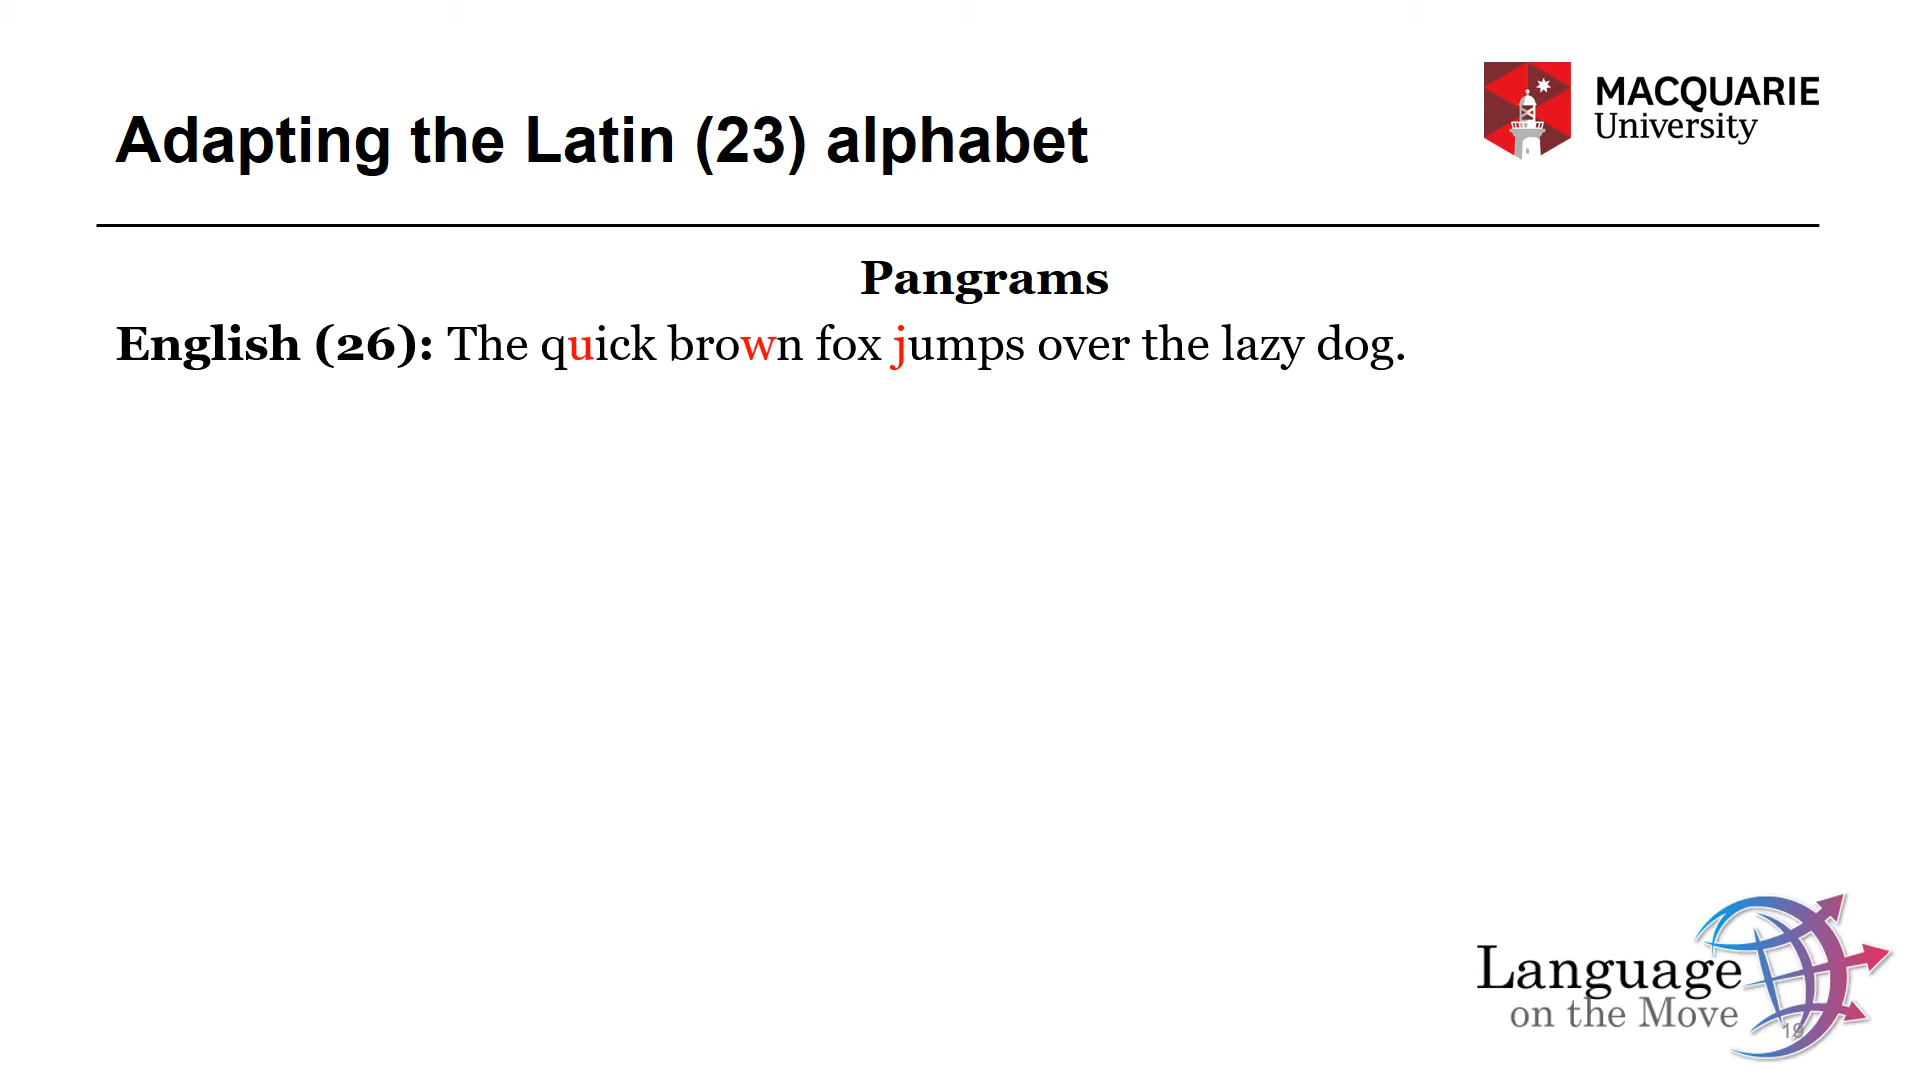 MACQUARIE
University
Adapting the Latin (23) alphabet
Pangrams
English (26): The quick brown fox jumps over the lazy dog.
Language
on the Move
19